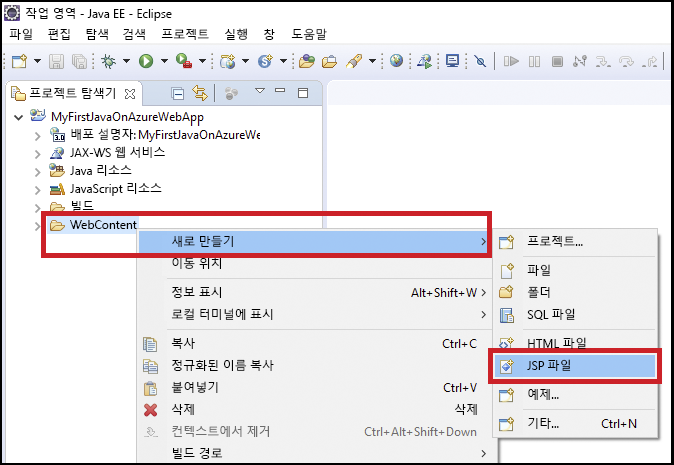 작업 영역 - Java EE - Eclipse
파일 편집 탐색 검색 프로젝트 실행 창 도움말
프로젝트 탐색기
MyFirstJavaOnAzureWebApp
3.0 배포 설명자: MyFirstJavaOnAzureWe
JAX-WS 웹 서비스
Java 리소스
JavaScript 리소스
빌드
WebContent
새로 만들기
이동 위치
정보 표시 Alt+Shift+W
로컬 터미널에 표시
복사 Ctrl+C
정규화된 이름 복사
붙여넣기 Ctrl+V
삭제 삭제
컨텍스트에서 제거 Ctrl+Alt+Shift+Down
빌드 경로
프로젝트...
파일
폴더
SQL 파일
HTML 파일
JSP 파일
예제...
기타... Ctrl+N